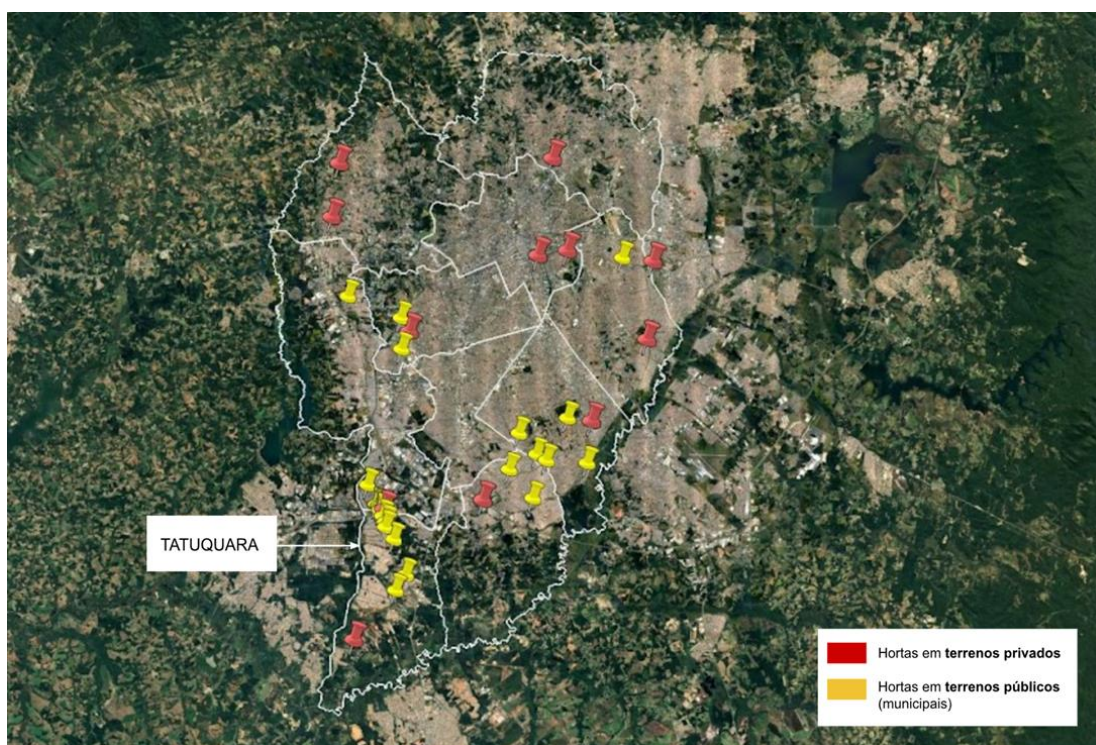 TATUQUARA
Hortas em terrenos privados
Hortas em terrenos públicos
(municipais)